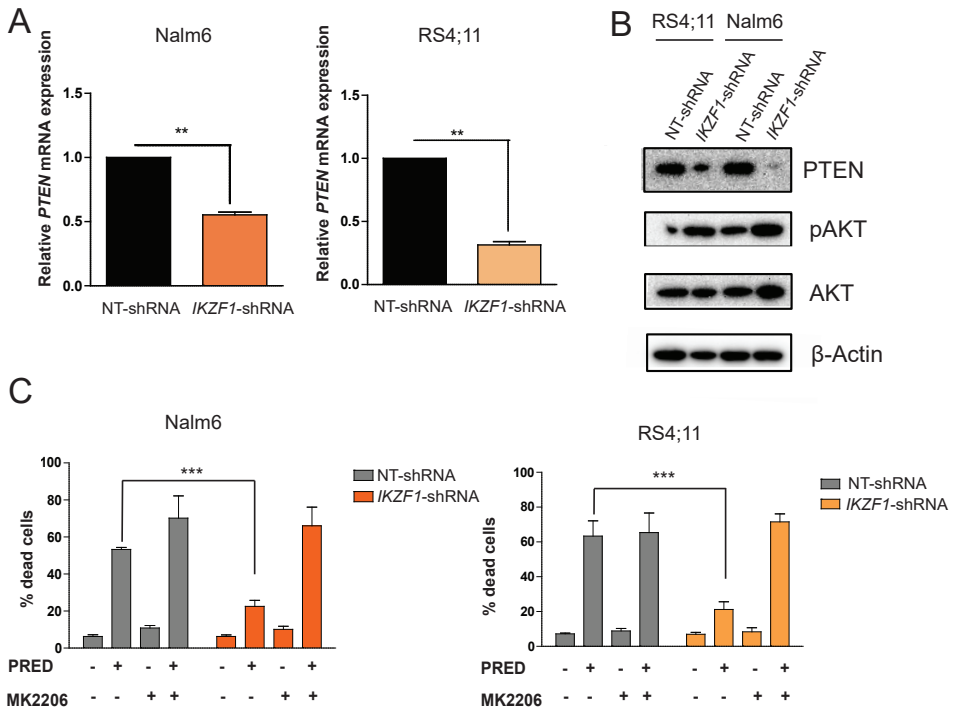 A
Nalm6
Relative PTEN mRNA expression
1.5
1.0
0.5
0.0
**
NT-shRNA IKZF1-shRNA
RS4;11
Relative PTEN mRNA expression
1.5
1.0
0.5
0.0
**
NT-shRNA IKZF1-shRNA
B
RS4;11 Nalm6
NT-shRNA IKZF1-shRNA NT-shRNA IKZF1-shRNA
PTEN
pAKT
AKT
β-Actin
C
Nalm6
% dead cells
100
80
60
40
20
0
***
NT-shRNA
IKZF1-shRNA
PRED - + - + - + - +
MK2206 - - + + - - + +
RS4;11
% dead cells
100
80
60
40
20
0
***
NT-shRNA
IKZF1-shRNA
PRED - + - + - + - +
MK2206 - - + + - - + +